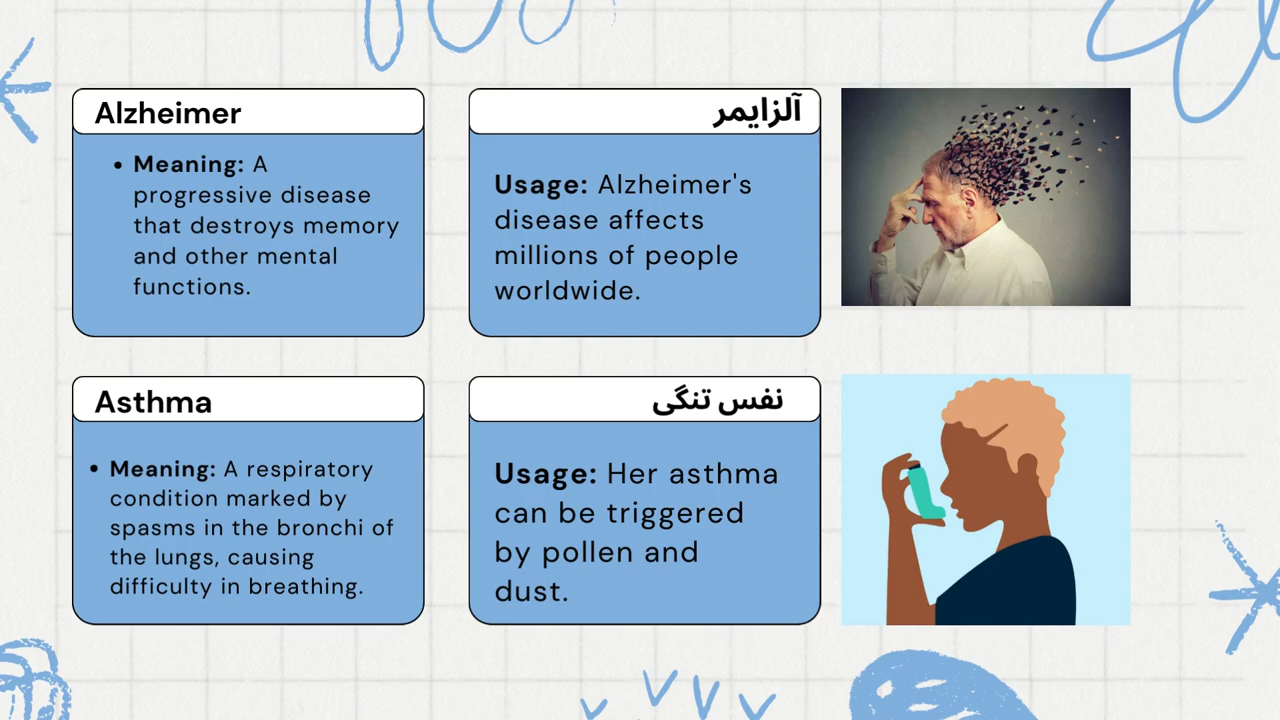 Alzheimer
• Meaning: A
progressive disease
that destroys memory
and other mental
functions.
آلزایمر
Usage: Alzheimer's
disease affects
millions of people
worldwide.
Asthma
• Meaning: A respiratory
condition marked by
spasms in the bronchi of
the lungs, causing
difficulty in breathing.
نفس تنگی
Usage: Her asthma
can be triggered
by pollen and
dust.